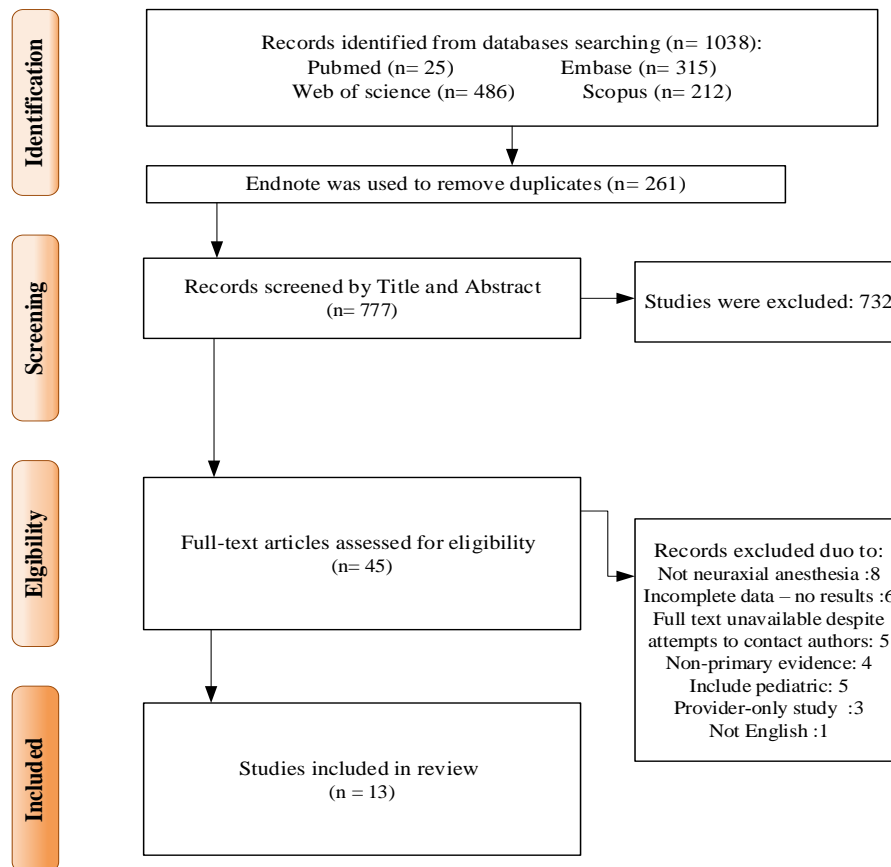 Identification
Records identified from databases searching (n= 1038):
Pubmed (n= 25) Embase (n= 315)
Web of science (n= 486) Scopus (n= 212)
Endnote was used to remove duplicates (n= 261)
Screening
Records screened by Title and Abstract
(n= 777)
Studies were excluded: 732
Elgibility
Full-text articles assessed for eligibility
(n= 45)
Records excluded duo to:
Not neuraxial anesthesia :8
Incomplete data – no results :6
Full text unavailable despite
attempts to contact authors: 5
Non-primary evidence: 4
Include pediatric: 5
Provider-only study :3
Not English :1
Included
Studies included in review
(n = 13)